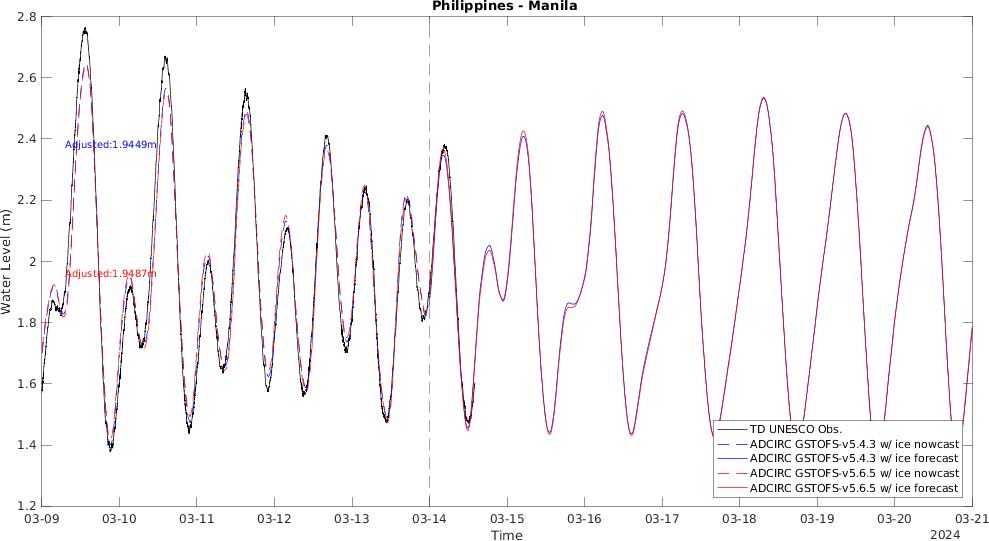 Philippines - Manila
2.8
2.6
2.4
2.2
2
1.8
1.6
1.4
1.2
Water Level (m)
Adjusted:1.9449m
Adjusted:1.9487m
TD UNESCO Obs.
ADCIRC GSTOFS-v5.4.3 w/ ice nowcast
ADCIRC GSTOFS-v5.4.3 w/ ice forecast
ADCIRC GSTOFS-v5.6.5 w/ ice nowcast
ADCIRC GSTOFS-v5.6.5 w/ ice forecast
03-09 03-10 03-11 03-12 03-13 03-14 03-15 03-16 03-17 03-18 03-19 03-20 03-21
Time
2024